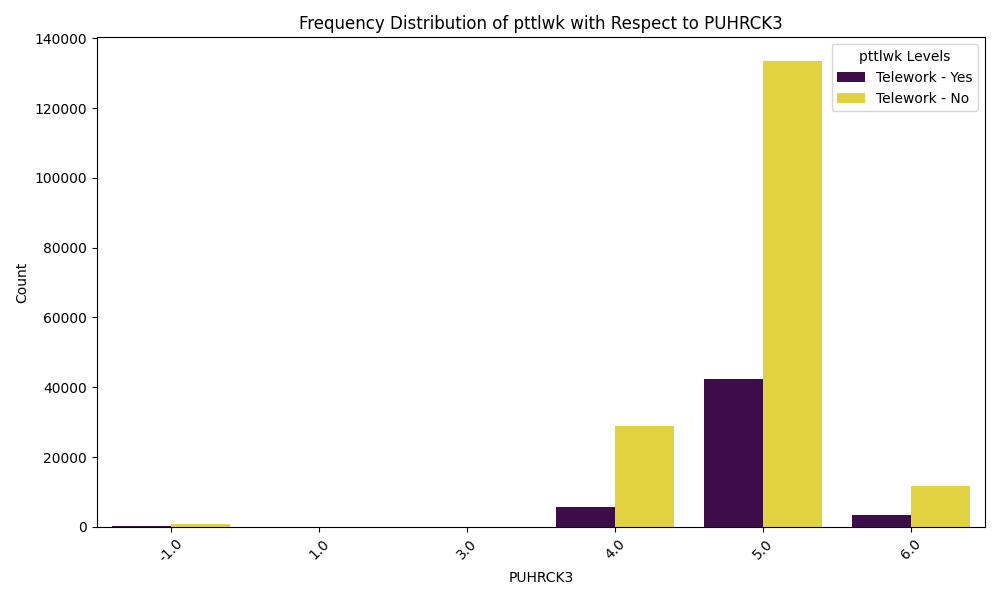 Frequency Distribution of pttlwk with Respect to PUHRCK3
pttlwk Levels
Telework - Yes
Telework - No
Count
140000
120000
100000
80000
60000
40000
20000
0
-1.0
1.0
3.0
4.0
5.0
6.0
PUHRCK3